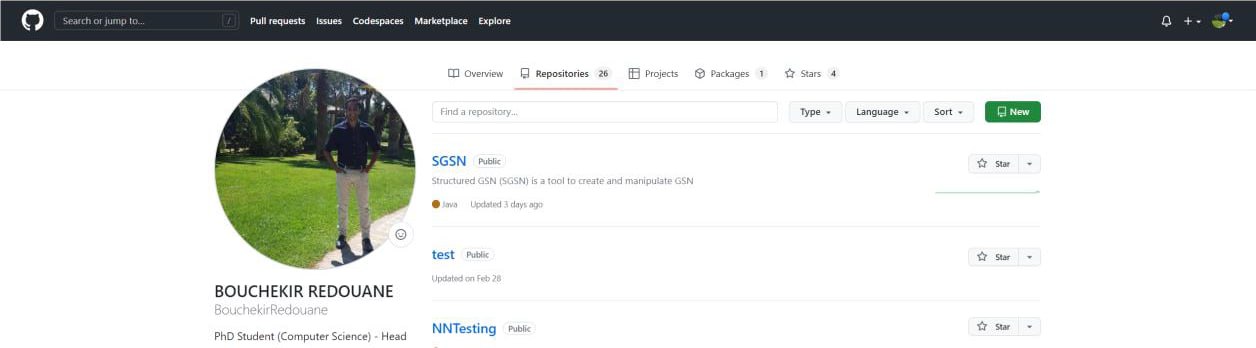 Search or jump to... /
Pull requests Issues Codespaces Marketplace Explore
Overview Repositories 26 Projects Packages 1 Stars 4
Find a repository...
Type Language Sort New
SGSN Public
Star
Structured GSN (SGSN) is a tool to create and manipulate GSN
Java Updated 3 days ago
test Public
Star
Updated on Feb 28
NNTesting Public
Star
BOUCHEKIR REDOUANE
BouchekirRedouane
PhD Student (Computer Science) - Head